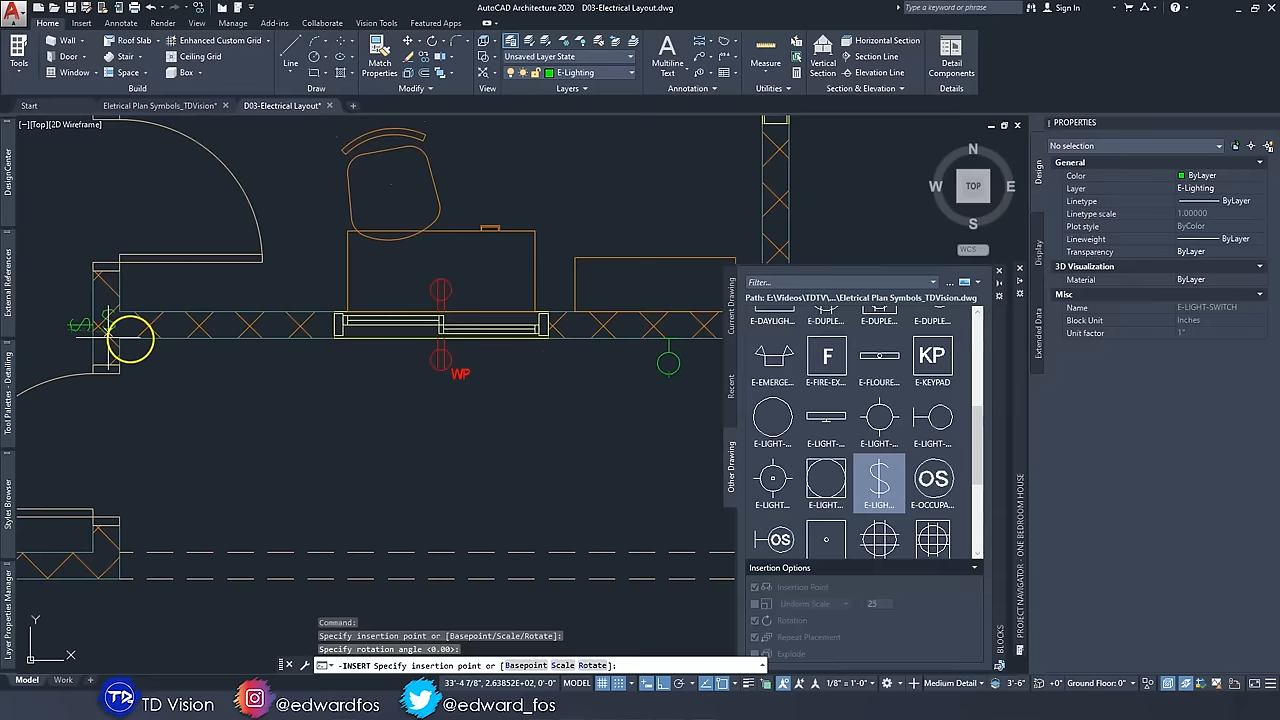 AutoCAD Architecture 2020 D03-Electrical Layout.dwg
Type a keyword or phrase
Sign In
Home Insert Annotate Render View Manage Add-ins Collaborate Vision Tools Featured Apps
Tools
Wall
Door
Window
Roof Slab
Stair
Space
Enhanced Custom Grid
Ceiling Grid
Box
Line
Match Properties
View
Unsaved Layer State
E-Lighting
Multiline Text
Measure
Vertical Section
Horizontal Section
Section Line
Elevation Line
Detail Components
Build Draw Modify Layers Annotation Utilities Section & Elevation Details
Start Eletrical Plan Symbols_TDVision* D03-Electrical Layout*
[−][Top][2D Wireframe]
DesignCenter
External References
Tool Palettes - Detailing
Styles Browser
Layer Properties Manager
N
W TOP E
S
WCS
WP
PROPERTIES
No selection
General
Color ByLayer
Layer E-Lighting
Linetype ByLayer
Linetype scale 1.00000
Plot style ByColor
Lineweight ByLayer
Transparency ByLayer
3D Visualization
Material ByLayer
Misc
Name E-LIGHT-SWITCH
Block Unit Inches
Unit factor 1"
Design
Display
Extended Data
PROJECT NAVIGATOR - ONE BEDROOM HOUSE
Filter...
Path: E:\Videos\TDTV\...\Eletrical Plan Symbols_TDVision.dwg
Current Drawing
Recent
Other Drawing
E-DAYLIG... E-DUPLE... E-DUPLE... E-DUPLE...
F KP
E-EMERGE... E-FIRE-EX... E-FLOURE... E-KEYPAD
E-LIGHT-... E-LIGHT-... E-LIGHT-... E-LIGHT-...
OS
E-LIGHT... E-LIGHT... E-LIGH... E-OCCUPA...
OS
Insertion Options
Insertion Point
Uniform Scale 25
Rotation
Repeat Placement
Explode
BLOCKS
Command:
Specify insertion point or [Basepoint/Scale/Rotate]:
Specify rotation angle <0.00>:
-INSERT Specify insertion point or [Basepoint Scale Rotate]:
Model Work
33'-4 7/8", 2.63852E+02, 0'-0" MODEL
1/8" = 1'-0" Medium Detail 3'-6" +0" Ground Floor: 0"
X
Y
TD Vision @edwardfos @edward_fos